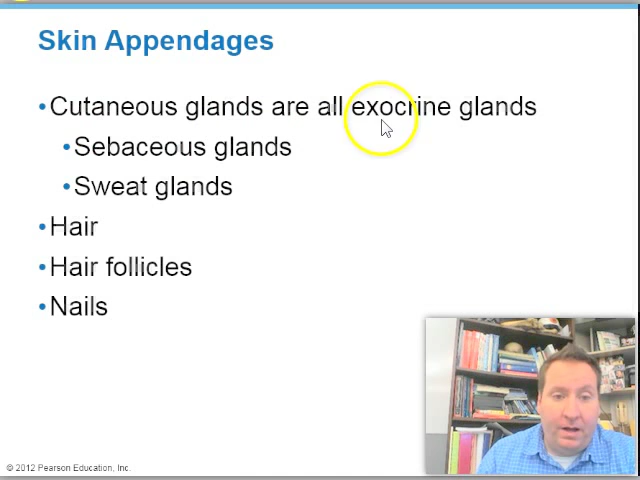 Skin Appendages
•Cutaneous glands are all exocrine glands
•Sebaceous glands
•Sweat glands
•Hair
•Hair follicles
•Nails
© 2012 Pearson Education, Inc.